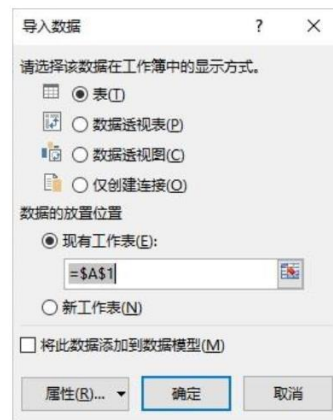 导入数据 ? ×
请选择该数据在工作簿中的显示方式。
表(T)
数据透视表(P)
数据透视图(C)
仅创建连接(O)
数据的放置位置
现有工作表(E):
=$A$1
新工作表(N)
将此数据添加到数据模型(M)
属性(R)... 确定 取消